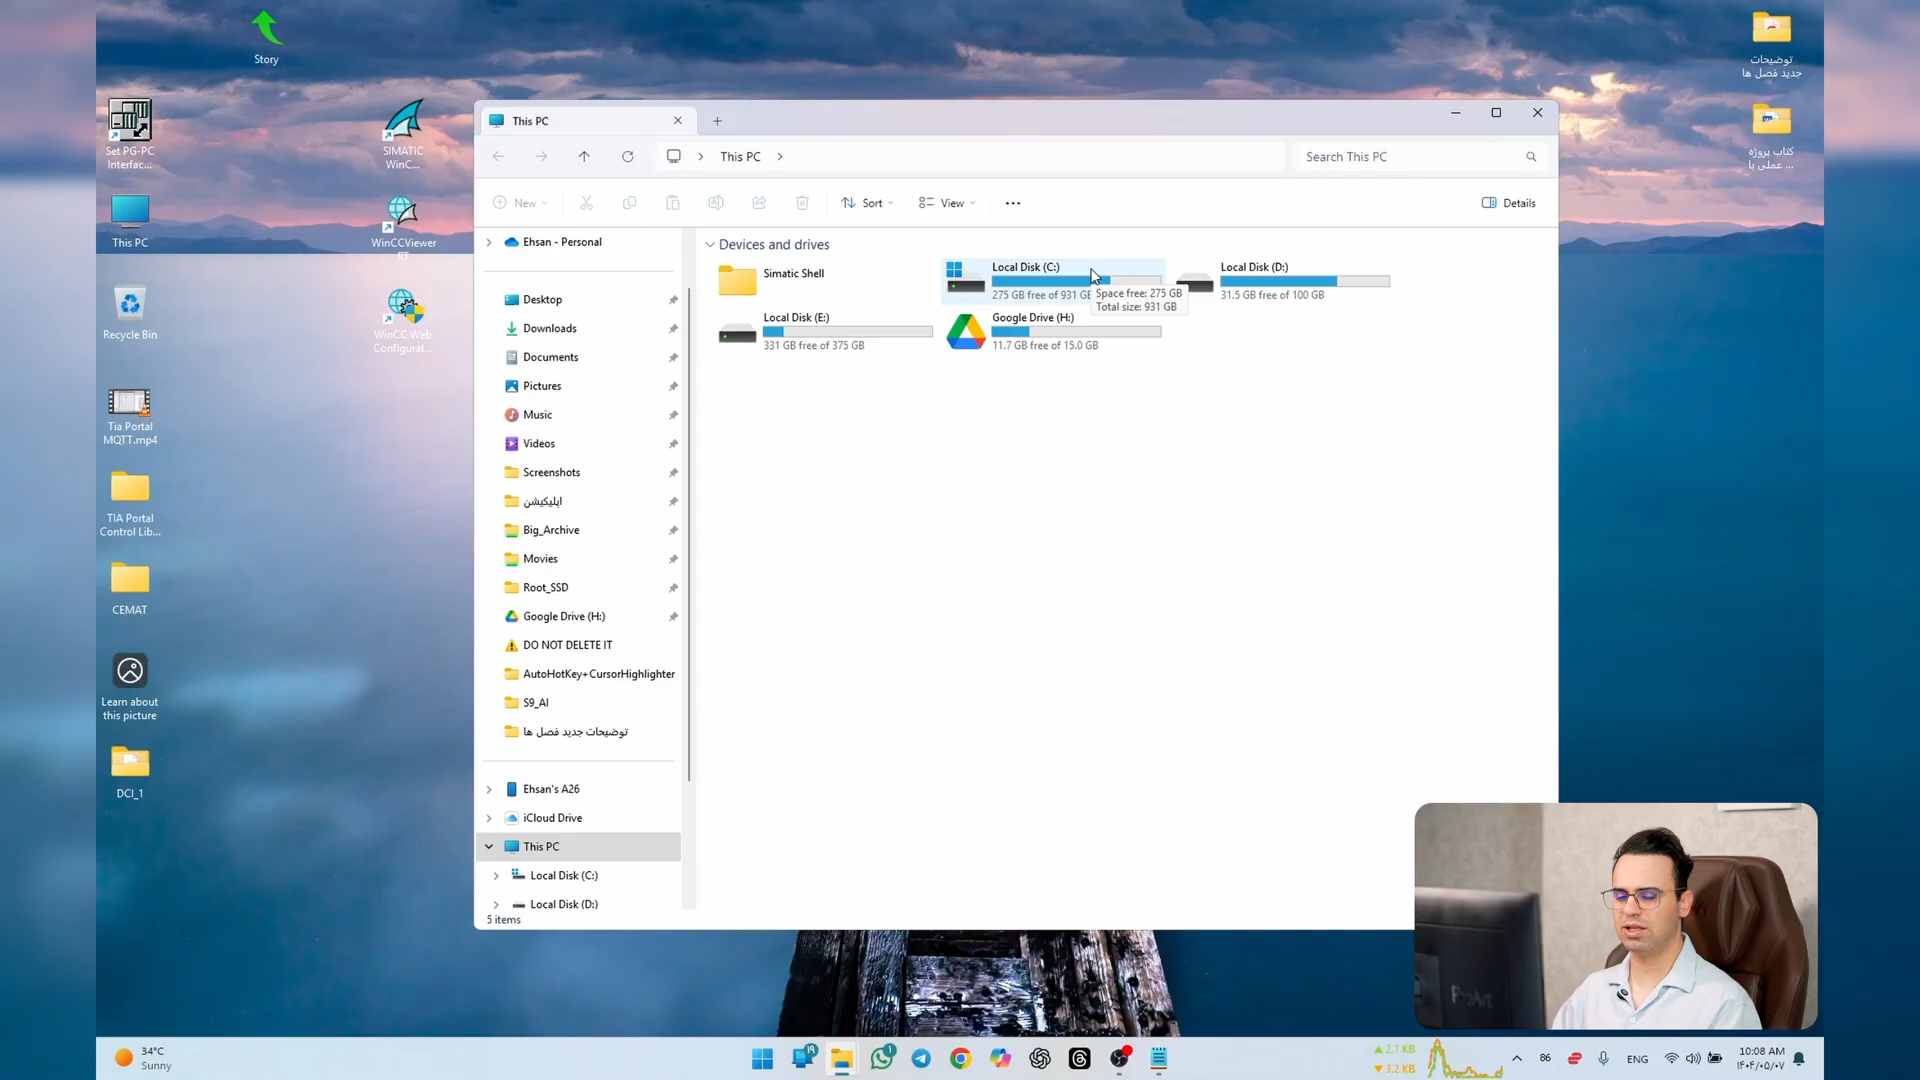 Story
توضیحات
جدید فصل ها
Set PG-PC
Interfac...
SIMATIC
WinC...
کتاب پروژه
عملی با ...
This PC
WinCCViewer
RT
Recycle Bin
WinCC Web
Configurat...
Tia Portal
MQTT.mp4
TIA Portal
Control Lib...
CEMAT
Learn about
this picture
DCI_1
This PC
This PC
Search This PC
New
Sort
View
Details
Ehsan - Personal
Desktop
Downloads
Documents
Pictures
Music
Videos
Screenshots
اپلیکیشن
Big_Archive
Movies
Root_SSD
Google Drive (H:)
DO NOT DELETE IT
AutoHotKey+CursorHighlighter
S9_AI
توضیحات جدید فصل ها
Ehsan's A26
iCloud Drive
This PC
Local Disk (C:)
Local Disk (D:)
5 items
Devices and drives
Simatic Shell
Local Disk (C:)
275 GB free of 931 GB
Space free: 275 GB
Total size: 931 GB
Local Disk (D:)
31.5 GB free of 100 GB
Local Disk (E:)
331 GB free of 375 GB
Google Drive (H:)
11.7 GB free of 15.0 GB
34°C
Sunny
19
1
2.1 KB
3.2 KB
86
ENG
10:08 AM
۱۴۰۴/۰۵/۰۷